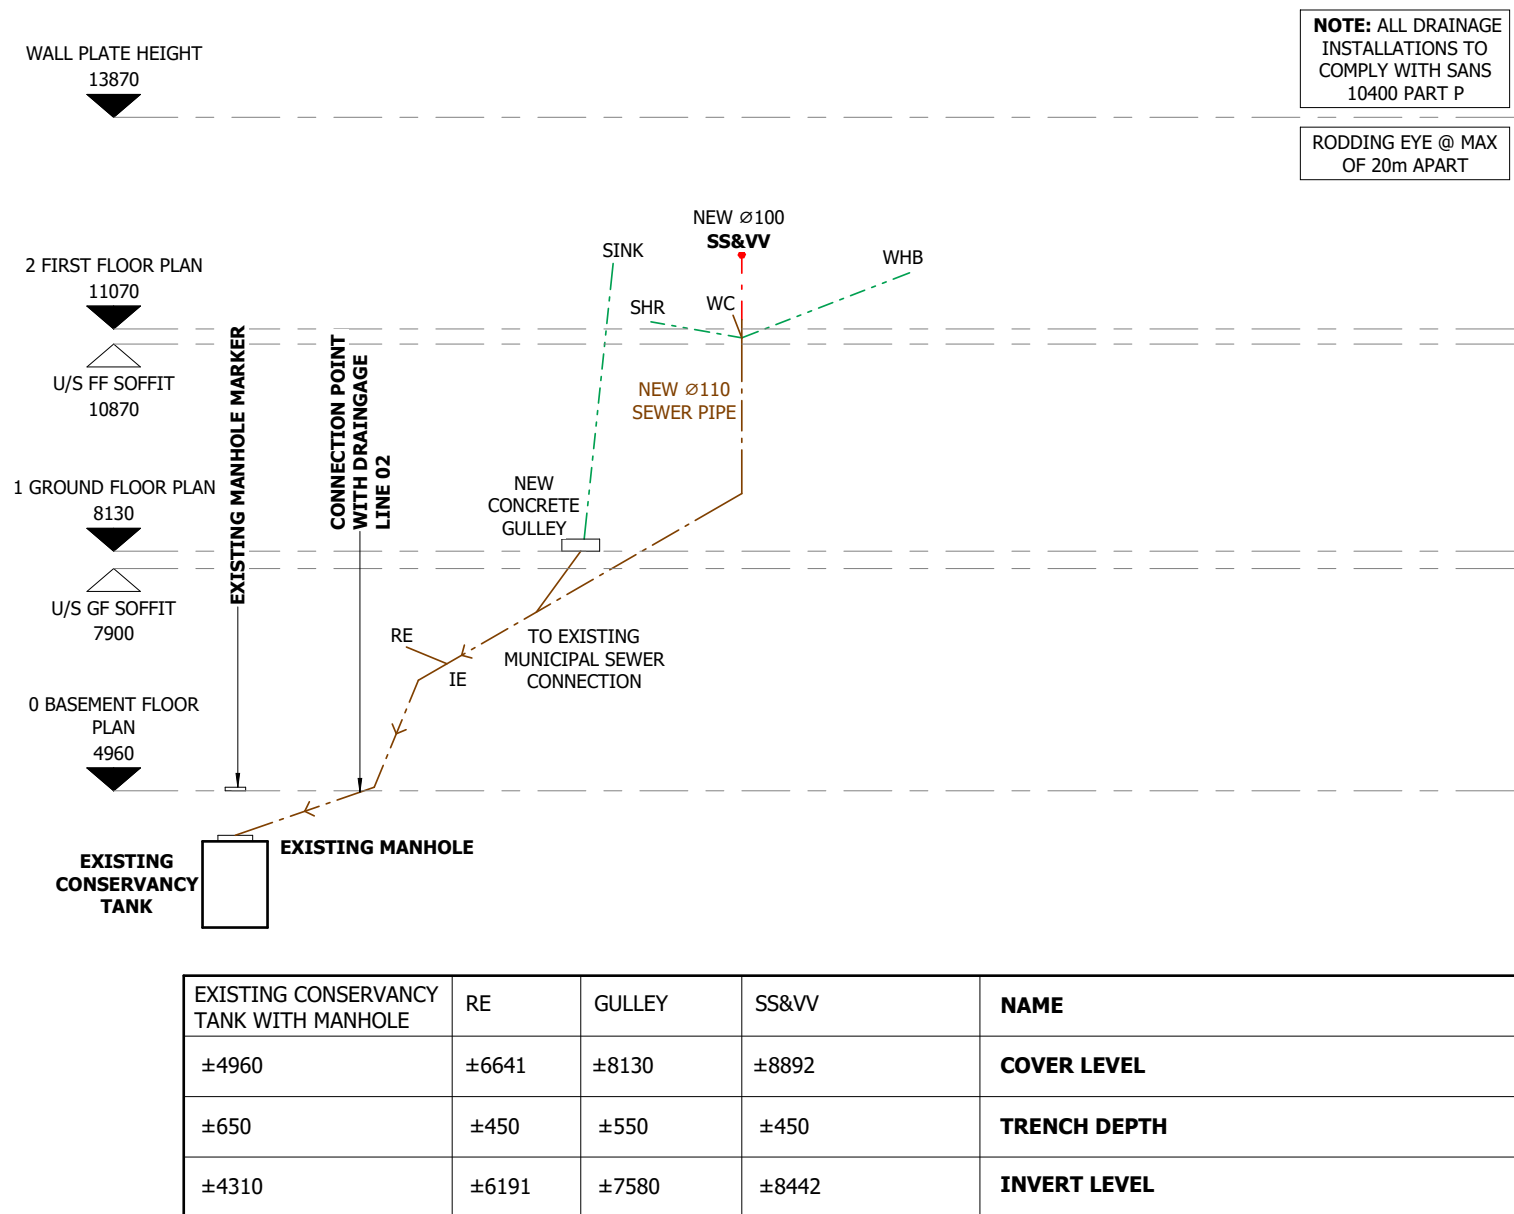 NOTE: ALL DRAINAGE
INSTALLATIONS TO
COMPLY WITH SANS
10400 PART P
RODDING EYE @ MAX
OF 20m APART
WALL PLATE HEIGHT
13870
2 FIRST FLOOR PLAN
11070
U/S FF SOFFIT
10870
1 GROUND FLOOR PLAN
8130
U/S GF SOFFIT
7900
0 BASEMENT FLOOR
PLAN
4960
EXISTING MANHOLE MARKER
CONNECTION POINT
WITH DRAINGAGE
LINE 02
SINK
NEW ⌀100
SS&VV
WHB
SHR
WC
NEW ⌀110
SEWER PIPE
NEW
CONCRETE
GULLEY
RE
IE
TO EXISTING
MUNICIPAL SEWER
CONNECTION
EXISTING MANHOLE
EXISTING
CONSERVANCY
TANK
EXISTING CONSERVANCY
TANK WITH MANHOLE
RE
GULLEY
SS&VV
NAME
±4960
±6641
±8130
±8892
COVER LEVEL
±650
±450
±550
±450
TRENCH DEPTH
±4310
±6191
±7580
±8442
INVERT LEVEL